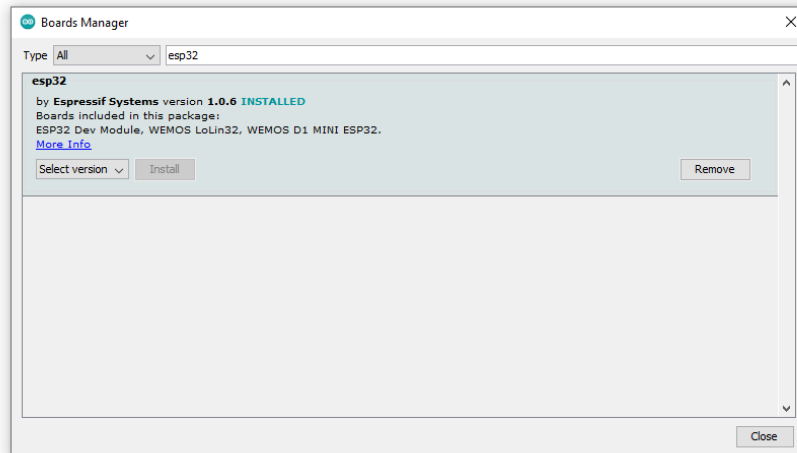 Boards Manager
Type All esp32
esp32
by Espressif Systems version 1.0.6 INSTALLED
Boards included in this package:
ESP32 Dev Module, WEMOS LoLin32, WEMOS D1 MINI ESP32.
More Info
Select version Install Remove
Close